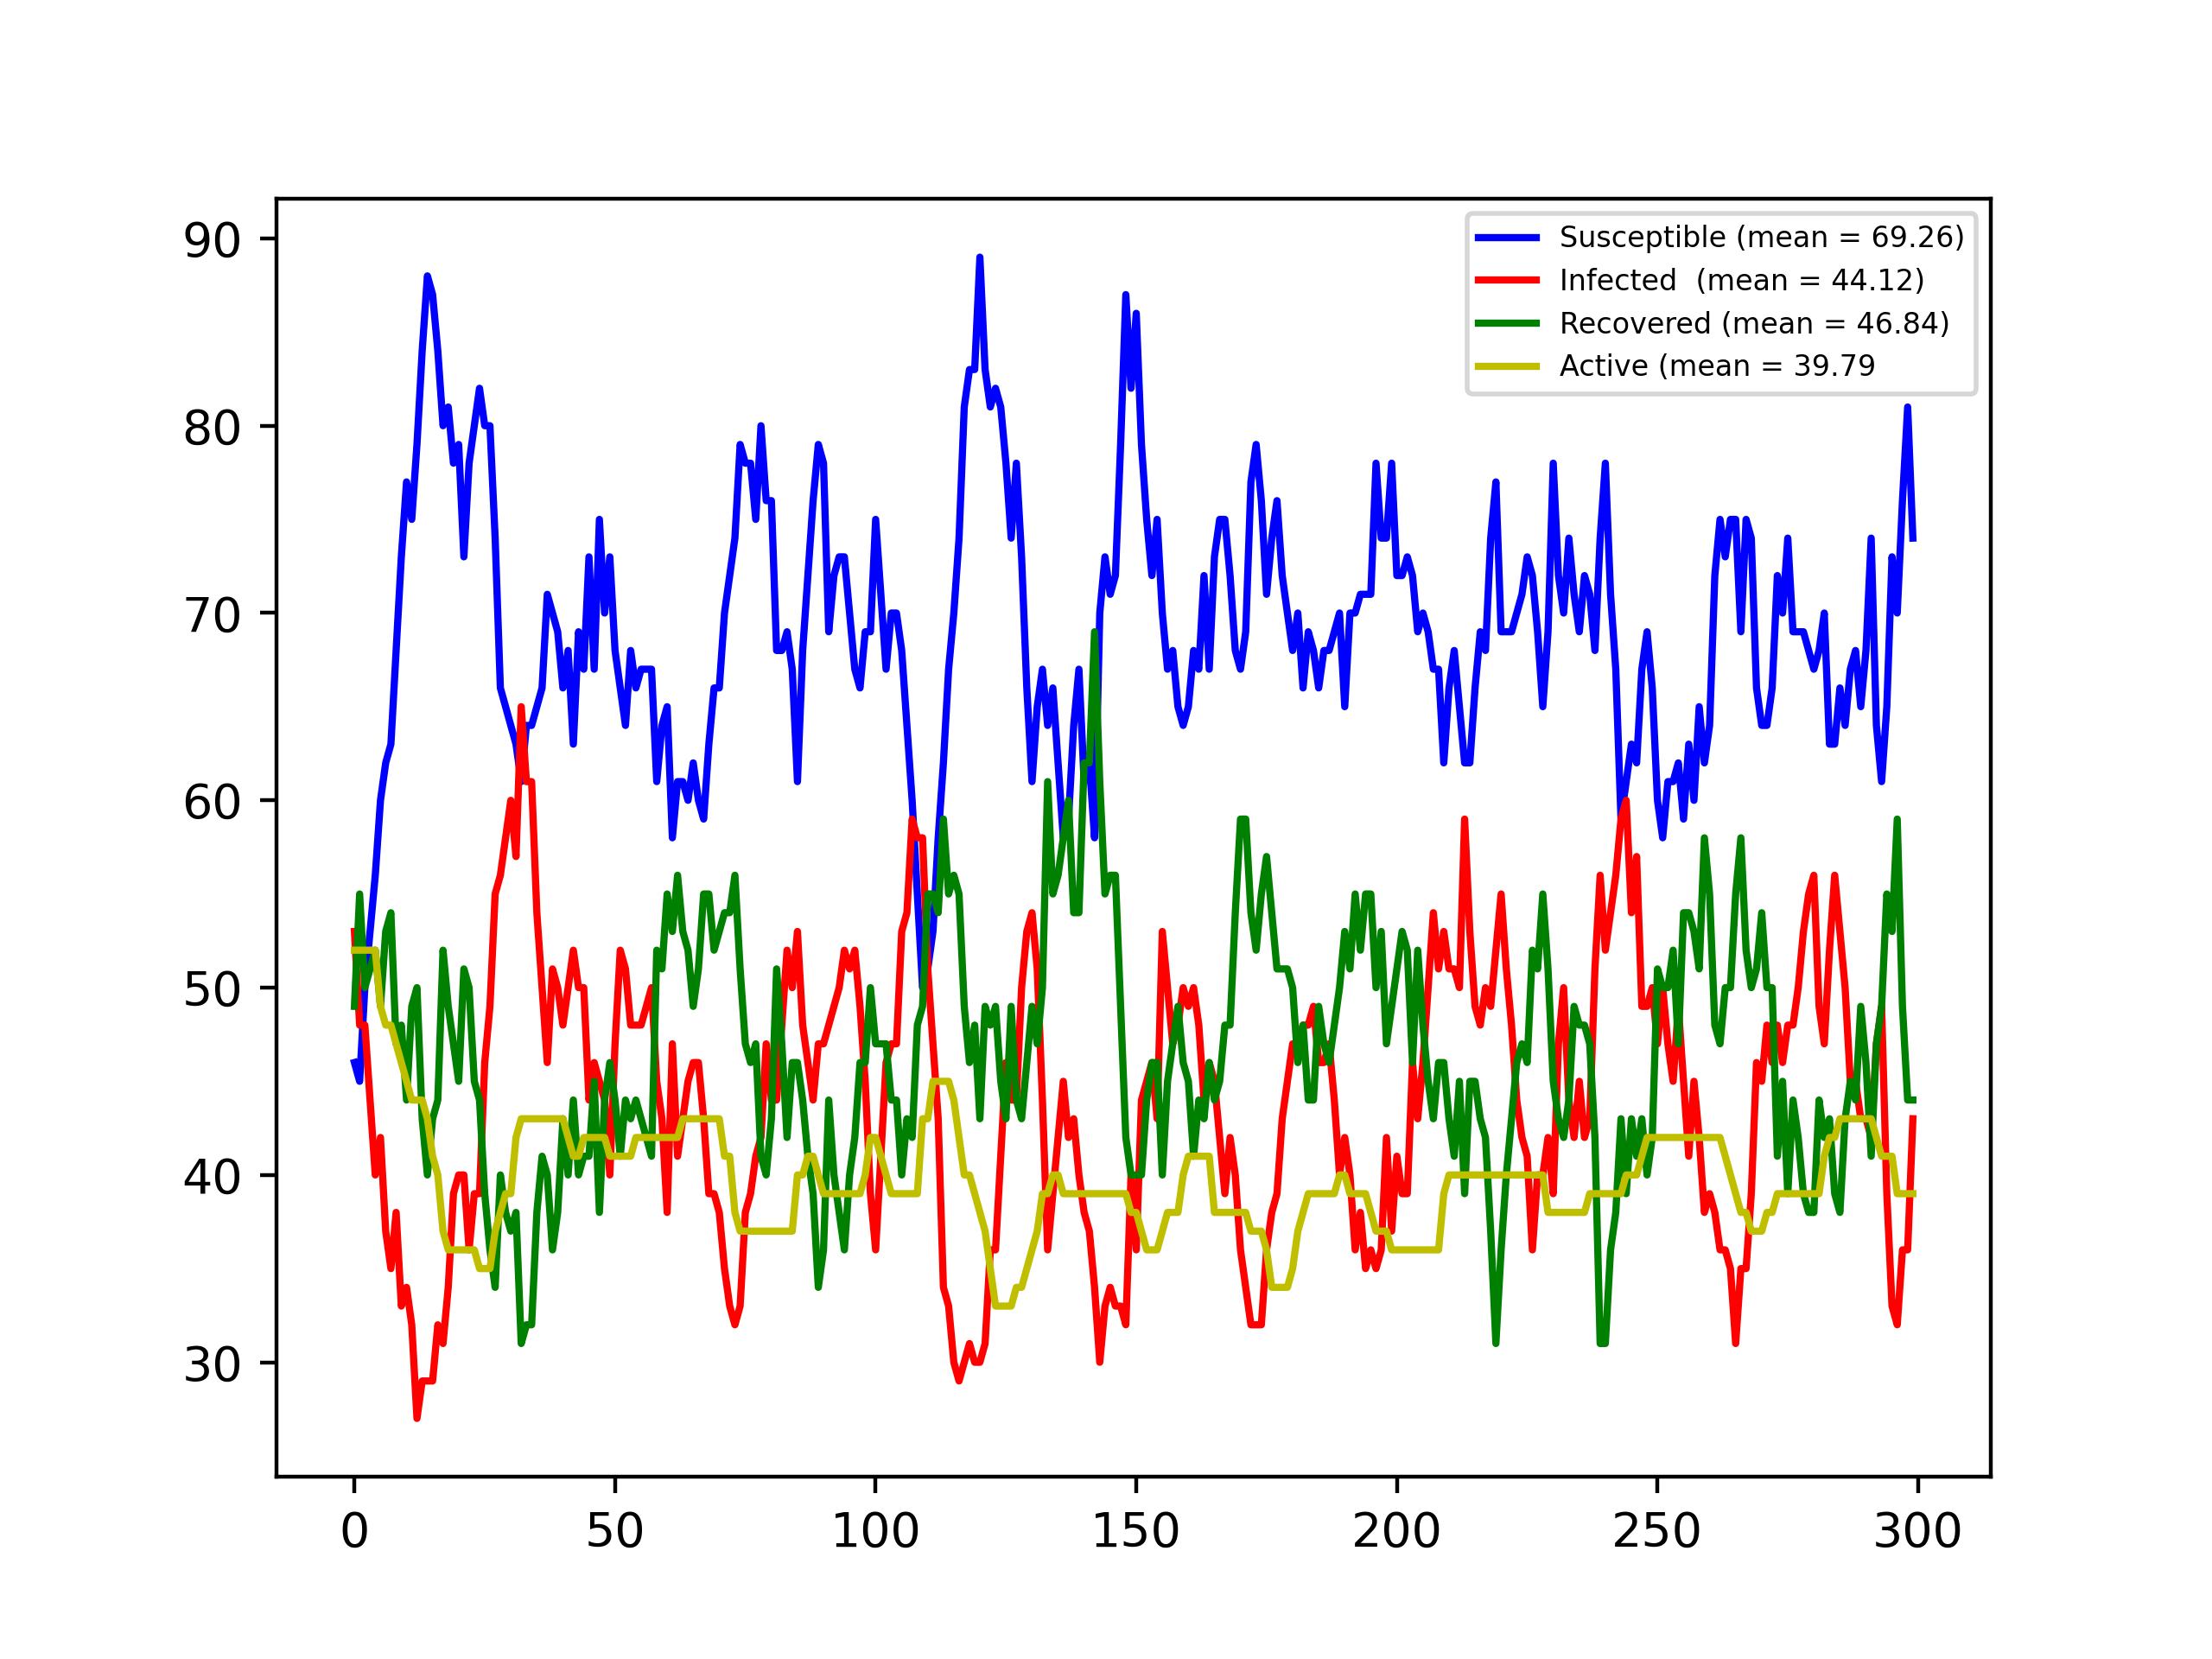 90
80
70
60
50
40
30
0 50 100 150 200 250 300
Susceptible (mean = 69.26)
Infected  (mean = 44.12)
Recovered (mean = 46.84)
Active (mean = 39.79